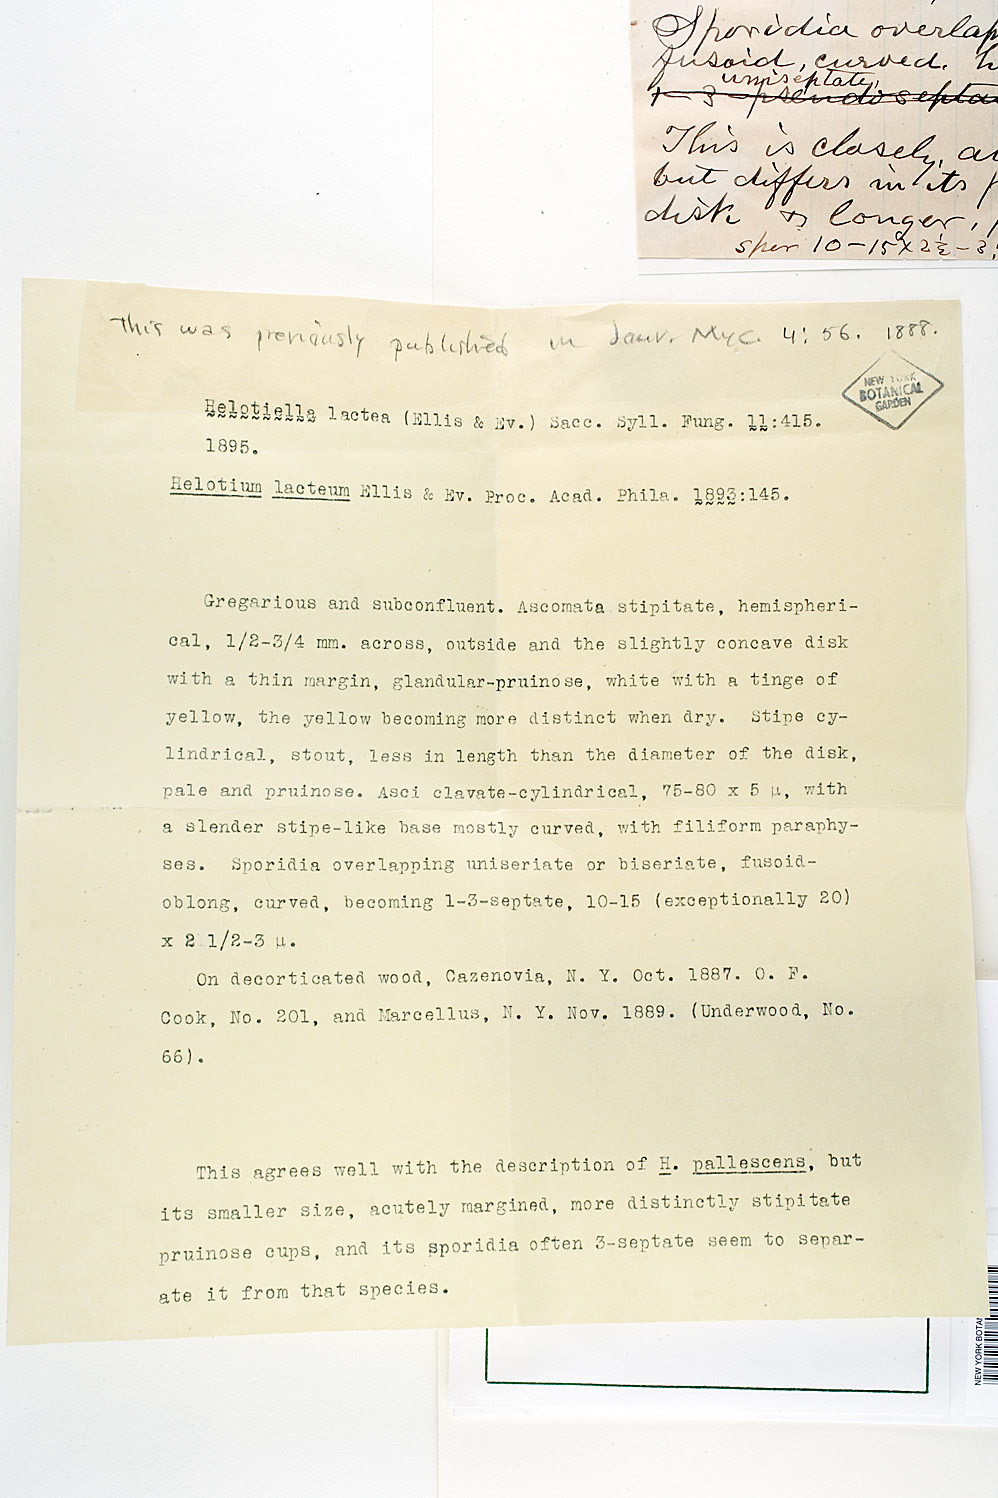 Sporidia overlap
fusoid, curved.
uniseptate,
1-3-pseudoseptat
This is closely
but differs in its
disk & longer,
spor 10-15 x 2½-3
This was previously published in Jour. Myc. 4: 56. 1888.
NEW YORK
BOTANICAL
GARDEN
Helotiella lactea (Ellis & Ev.) Sacc. Syll. Fung. 11:415.
1895.
Helotium lacteum Ellis & Ev. Proc. Acad. Phila. 1893:145.
Gregarious and subconfluent. Ascomata stipitate, hemispheri-
cal, 1/2-3/4 mm. across, outside and the slightly concave disk
with a thin margin, glandular-pruinose, white with a tinge of
yellow, the yellow becoming more distinct when dry. Stipe cy-
lindrical, stout, less in length than the diameter of the disk,
pale and pruinose. Asci clavate-cylindrical, 75-80 x 5 µ, with
a slender stipe-like base mostly curved, with filiform paraphy-
ses. Sporidia overlapping uniseriate or biseriate, fusoid-
oblong, curved, becoming 1-3-septate, 10-15 (exceptionally 20)
x 2 1/2-3 µ.
On decorticated wood, Cazenovia, N. Y. Oct. 1887. O. F.
Cook, No. 201, and Marcellus, N. Y. Nov. 1889. (Underwood, No.
66).
This agrees well with the description of H. pallescens, but
its smaller size, acutely margined, more distinctly stipitate
pruinose cups, and its sporidia often 3-septate seem to separ-
ate it from that species.
NEW YORK BOTA